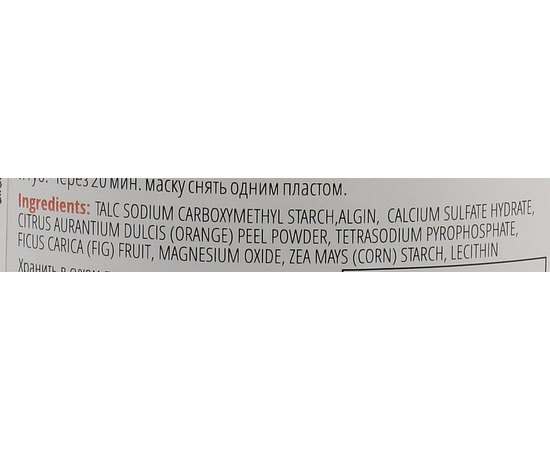 Через 20 мин. маску снять одним пластом.
Ingredients: TALC SODIUM CARBOXYMETHYL STARCH,ALGIN, CALCIUM SULFATE HYDRATE,
CITRUS AURANTIUM DULCIS (ORANGE) PEEL POWDER, TETRASODIUM PYROPHOSPHATE,
FICUS CARICA (FIG) FRUIT, MAGNESIUM OXIDE, ZEA MAYS (CORN) STARCH, LECITHIN
Хранить в